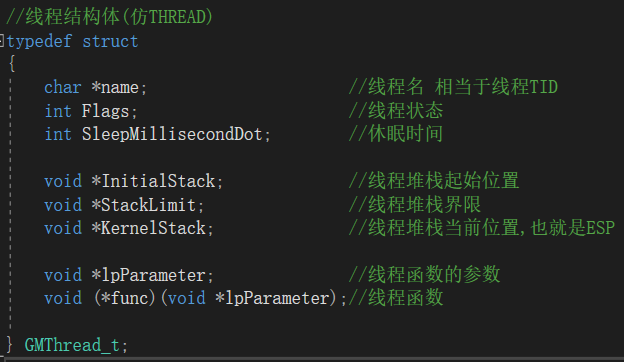 //线程结构体(仿THREAD)
typedef struct
{
char *name; //线程名 相当于线程TID
int Flags; //线程状态
int SleepMillisecondDot; //休眠时间
void *InitialStack; //线程堆栈起始位置
void *StackLimit; //线程堆栈界限
void *KernelStack; //线程堆栈当前位置,也就是ESP
void *lpParameter; //线程函数的参数
void (*func)(void *lpParameter);//线程函数
} GMThread_t;